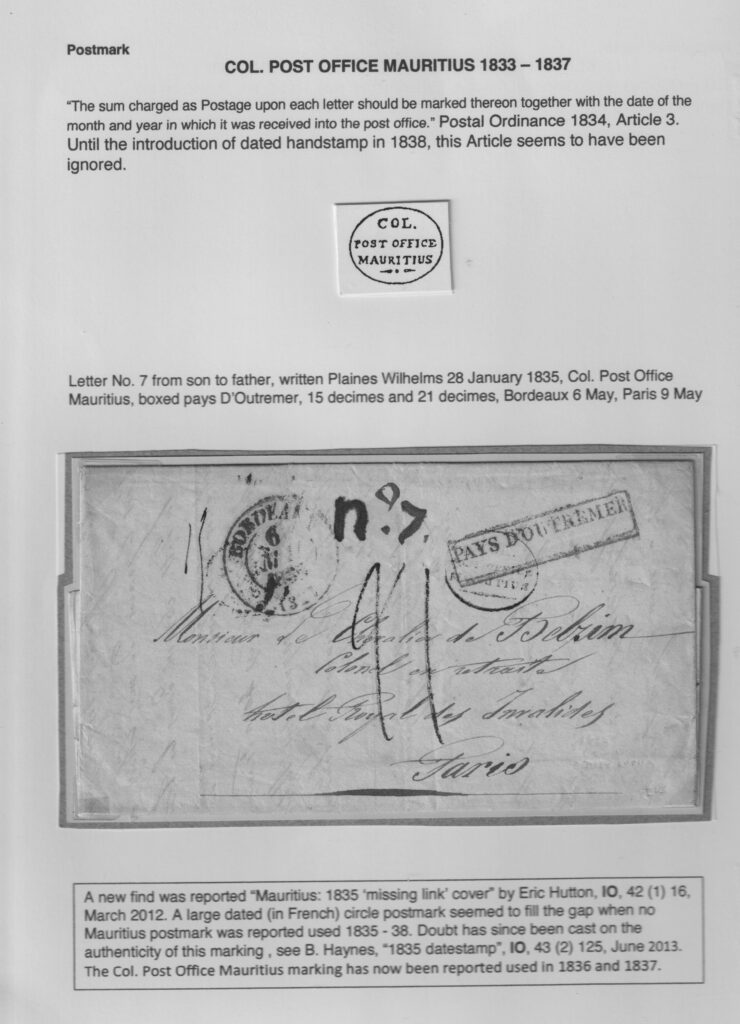 Postmark
COL. POST OFFICE MAURITIUS 1833 – 1837
“The sum charged as Postage upon each letter should be marked thereon together with the date of the
month and year in which it was received into the post office.” Postal Ordinance 1834, Article 3.
Until the introduction of dated handstamp in 1838, this Article seems to have been
ignored.
COL.
POST OFFICE
MAURITIUS
Letter No. 7 from son to father, written Plaines Wilhelms 28 January 1835, Col. Post Office
Mauritius, boxed pays D'Outremer, 15 decimes and 21 decimes, Bordeaux 6 May, Paris 9 May
BORDEAU
6
n.o 7.
PAYS D'OUTREMER
Monsieur Le Chevalier de Belzim
Colonel en retraite
hotel Royal des Invalides
Paris
A new find was reported “Mauritius: 1835 ‘missing link’ cover” by Eric Hutton, IO, 42 (1) 16,
March 2012. A large dated (in French) circle postmark seemed to fill the gap when no
Mauritius postmark was reported used 1835 - 38. Doubt has since been cast on the
authenticity of this marking , see B. Haynes, “1835 datestamp”, IO, 43 (2) 125, June 2013.
The Col. Post Office Mauritius marking has now been reported used in 1836 and 1837.